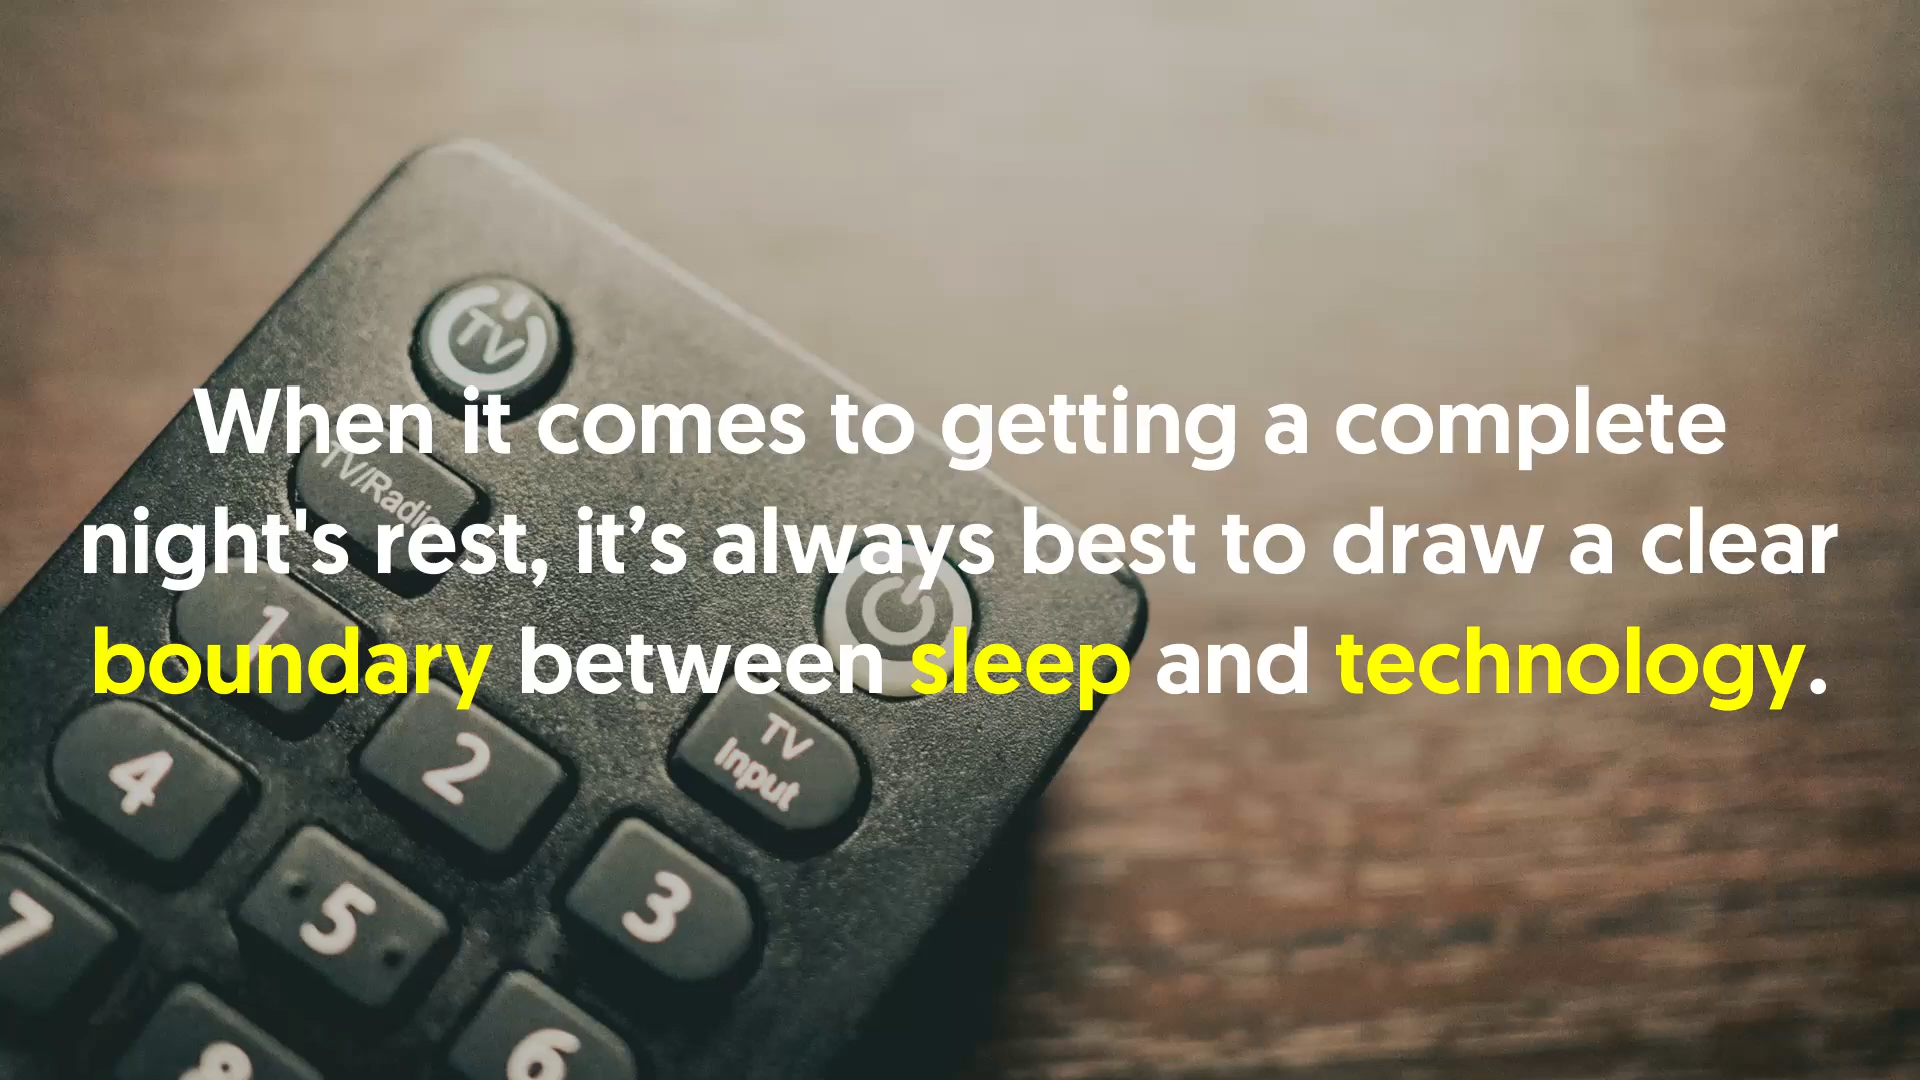 TV
When it comes to getting a complete
TV/Radio
night's rest, it’s always best to draw a clear
1
boundary between sleep and technology.
4
2
TV
Input
7
5
3
8
6